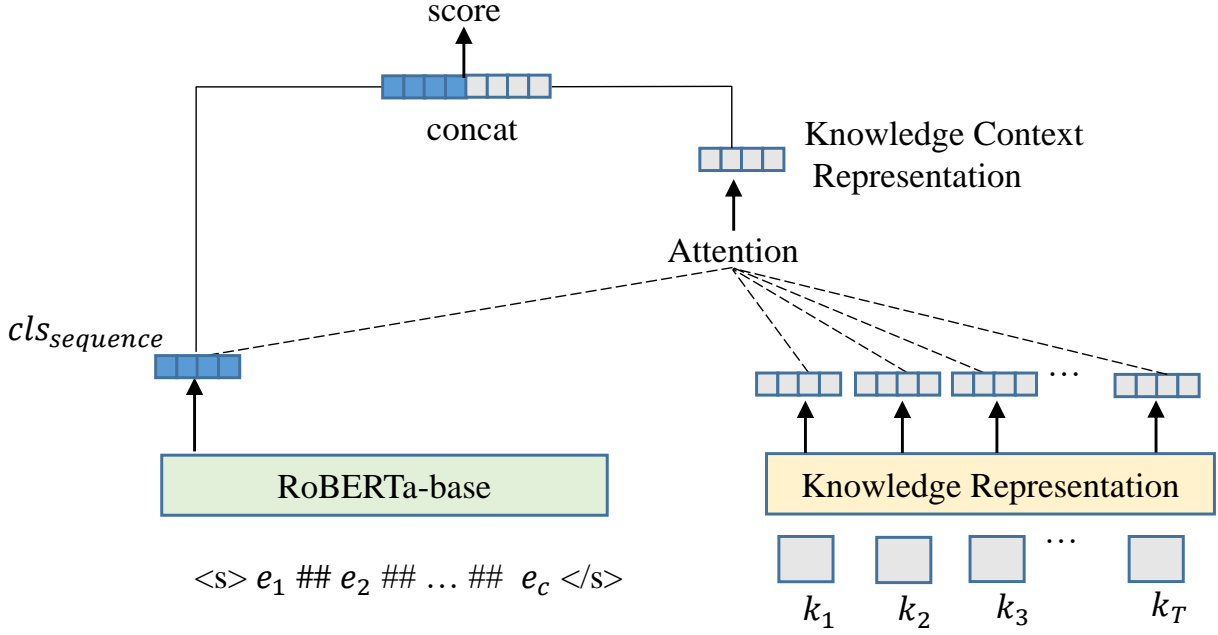 score
concat
Knowledge Context
Representation
Attention
cls_sequence
...
RoBERTa-base
Knowledge Representation
...
<s> e_1 ## e_2 ## ... ## e_c </s>
k_1 k_2 k_3 k_T